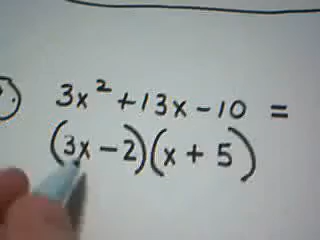 3x² + 13x - 10 =
(3x - 2)(x + 5)